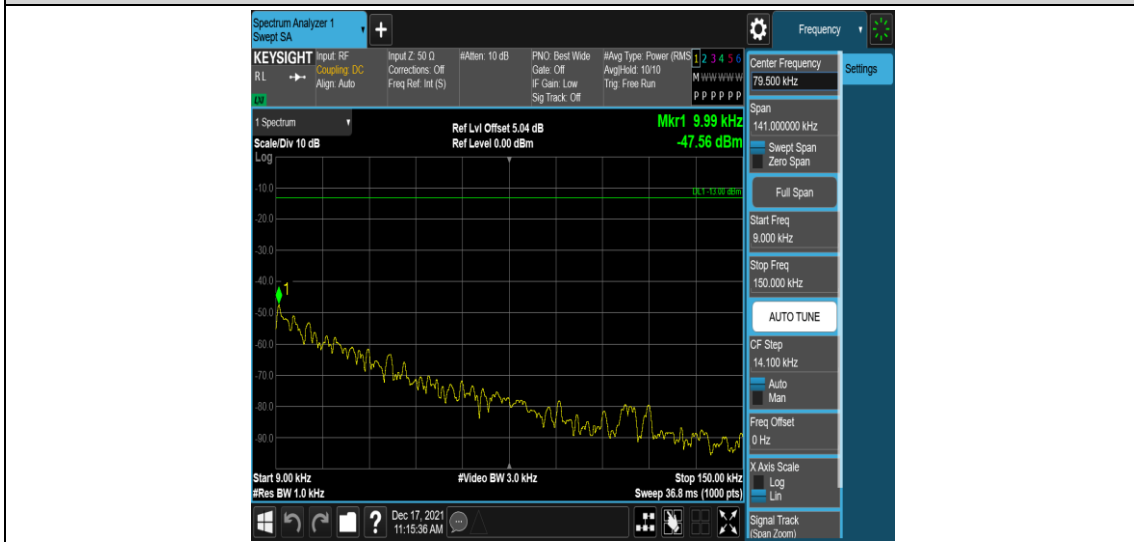 Spectrum Analyzer 1
Swept SA
+
Frequency
KEYSIGHT
RL
Input: RF
Coupling: DC
Align: Auto
Input Z: 50 Ω
Corrections: Off
Freq Ref: Int (S)
#Atten: 10 dB
PNO: Best Wide
Gate: Off
IF Gain: Low
Sig Track: Off
#Avg Type: Power (RMS
Avg|Hold: 10/10
Trig: Free Run
1 2 3 4 5 6
M W W W W W
P P P P P P
1 Spectrum
Scale/Div 10 dB
Log
Ref Lvl Offset 5.04 dB
Ref Level 0.00 dBm
Mkr1 9.99 kHz
-47.56 dBm
DL1 -13.00 dBm
-10.0
-20.0
-30.0
-40.0
1
-50.0
-60.0
-70.0
-80.0
-90.0
Start 9.00 kHz
#Res BW 1.0 kHz
#Video BW 3.0 kHz
Stop 150.00 kHz
Sweep 36.8 ms (1000 pts)
Dec 17, 2021
11:15:36 AM
Center Frequency
79.500 kHz
Settings
Span
141.000000 kHz
Swept Span
Zero Span
Full Span
Start Freq
9.000 kHz
Stop Freq
150.000 kHz
AUTO TUNE
CF Step
14.100 kHz
Auto
Man
Freq Offset
0 Hz
X Axis Scale
Log
Lin
Signal Track
(Span Zoom)